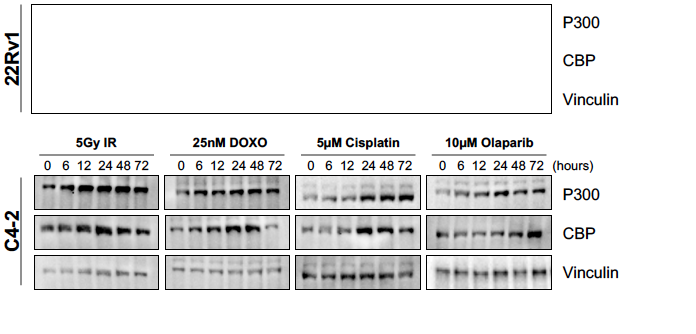 22Rv1
P300
CBP
Vinculin
5Gy IR 25nM DOXO 5µM Cisplatin 10µM Olaparib
0 6 12 24 48 72 0 6 12 24 48 72 0 6 12 24 48 72 0 6 12 24 48 72 (hours)
C4-2
P300
CBP
Vinculin